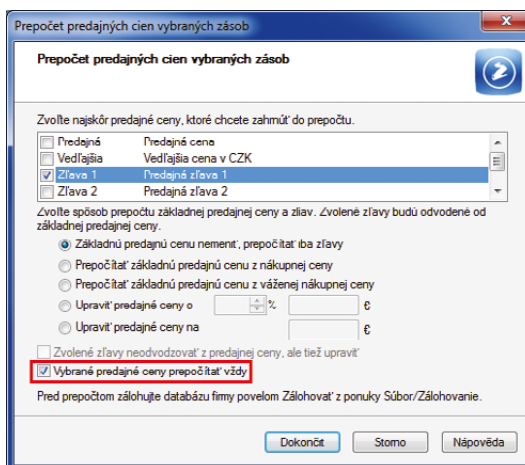 Prepočet predajných cien vybraných zásob
Prepočet predajných cien vybraných zásob
Zvoľte najskôr predajné ceny, ktoré chcete zahrnúť do prepočtu.
Predajná Predajná cena
Vedľajšia Vedľajšia cena v CZK
Zľava 1 Predajná zľava 1
Zľava 2 Predajná zľava 2
Zvoľte spôsob prepočtu základnej predajnej ceny a zliav. Zvolené zľavy budú odvodené od
základnej predajnej ceny.
Základnú predajnú cenu nemeniť, prepočítať iba zľavy
Prepočítať základnú predajnú cenu z nákupnej ceny
Prepočítať základnú predajnú cenu z váženej nákupnej ceny
Upraviť predajné ceny o % €
Upraviť predajné ceny na €
Zvolené zľavy neodvodzovať z predajnej ceny, ale tiež upraviť
Vybrané predajné ceny prepočítať vždy
Pred prepočtom zálohujte databázu firmy povelom Zálohovať z ponuky Súbor/Zálohovanie.
Dokončiť Storno Nápověda